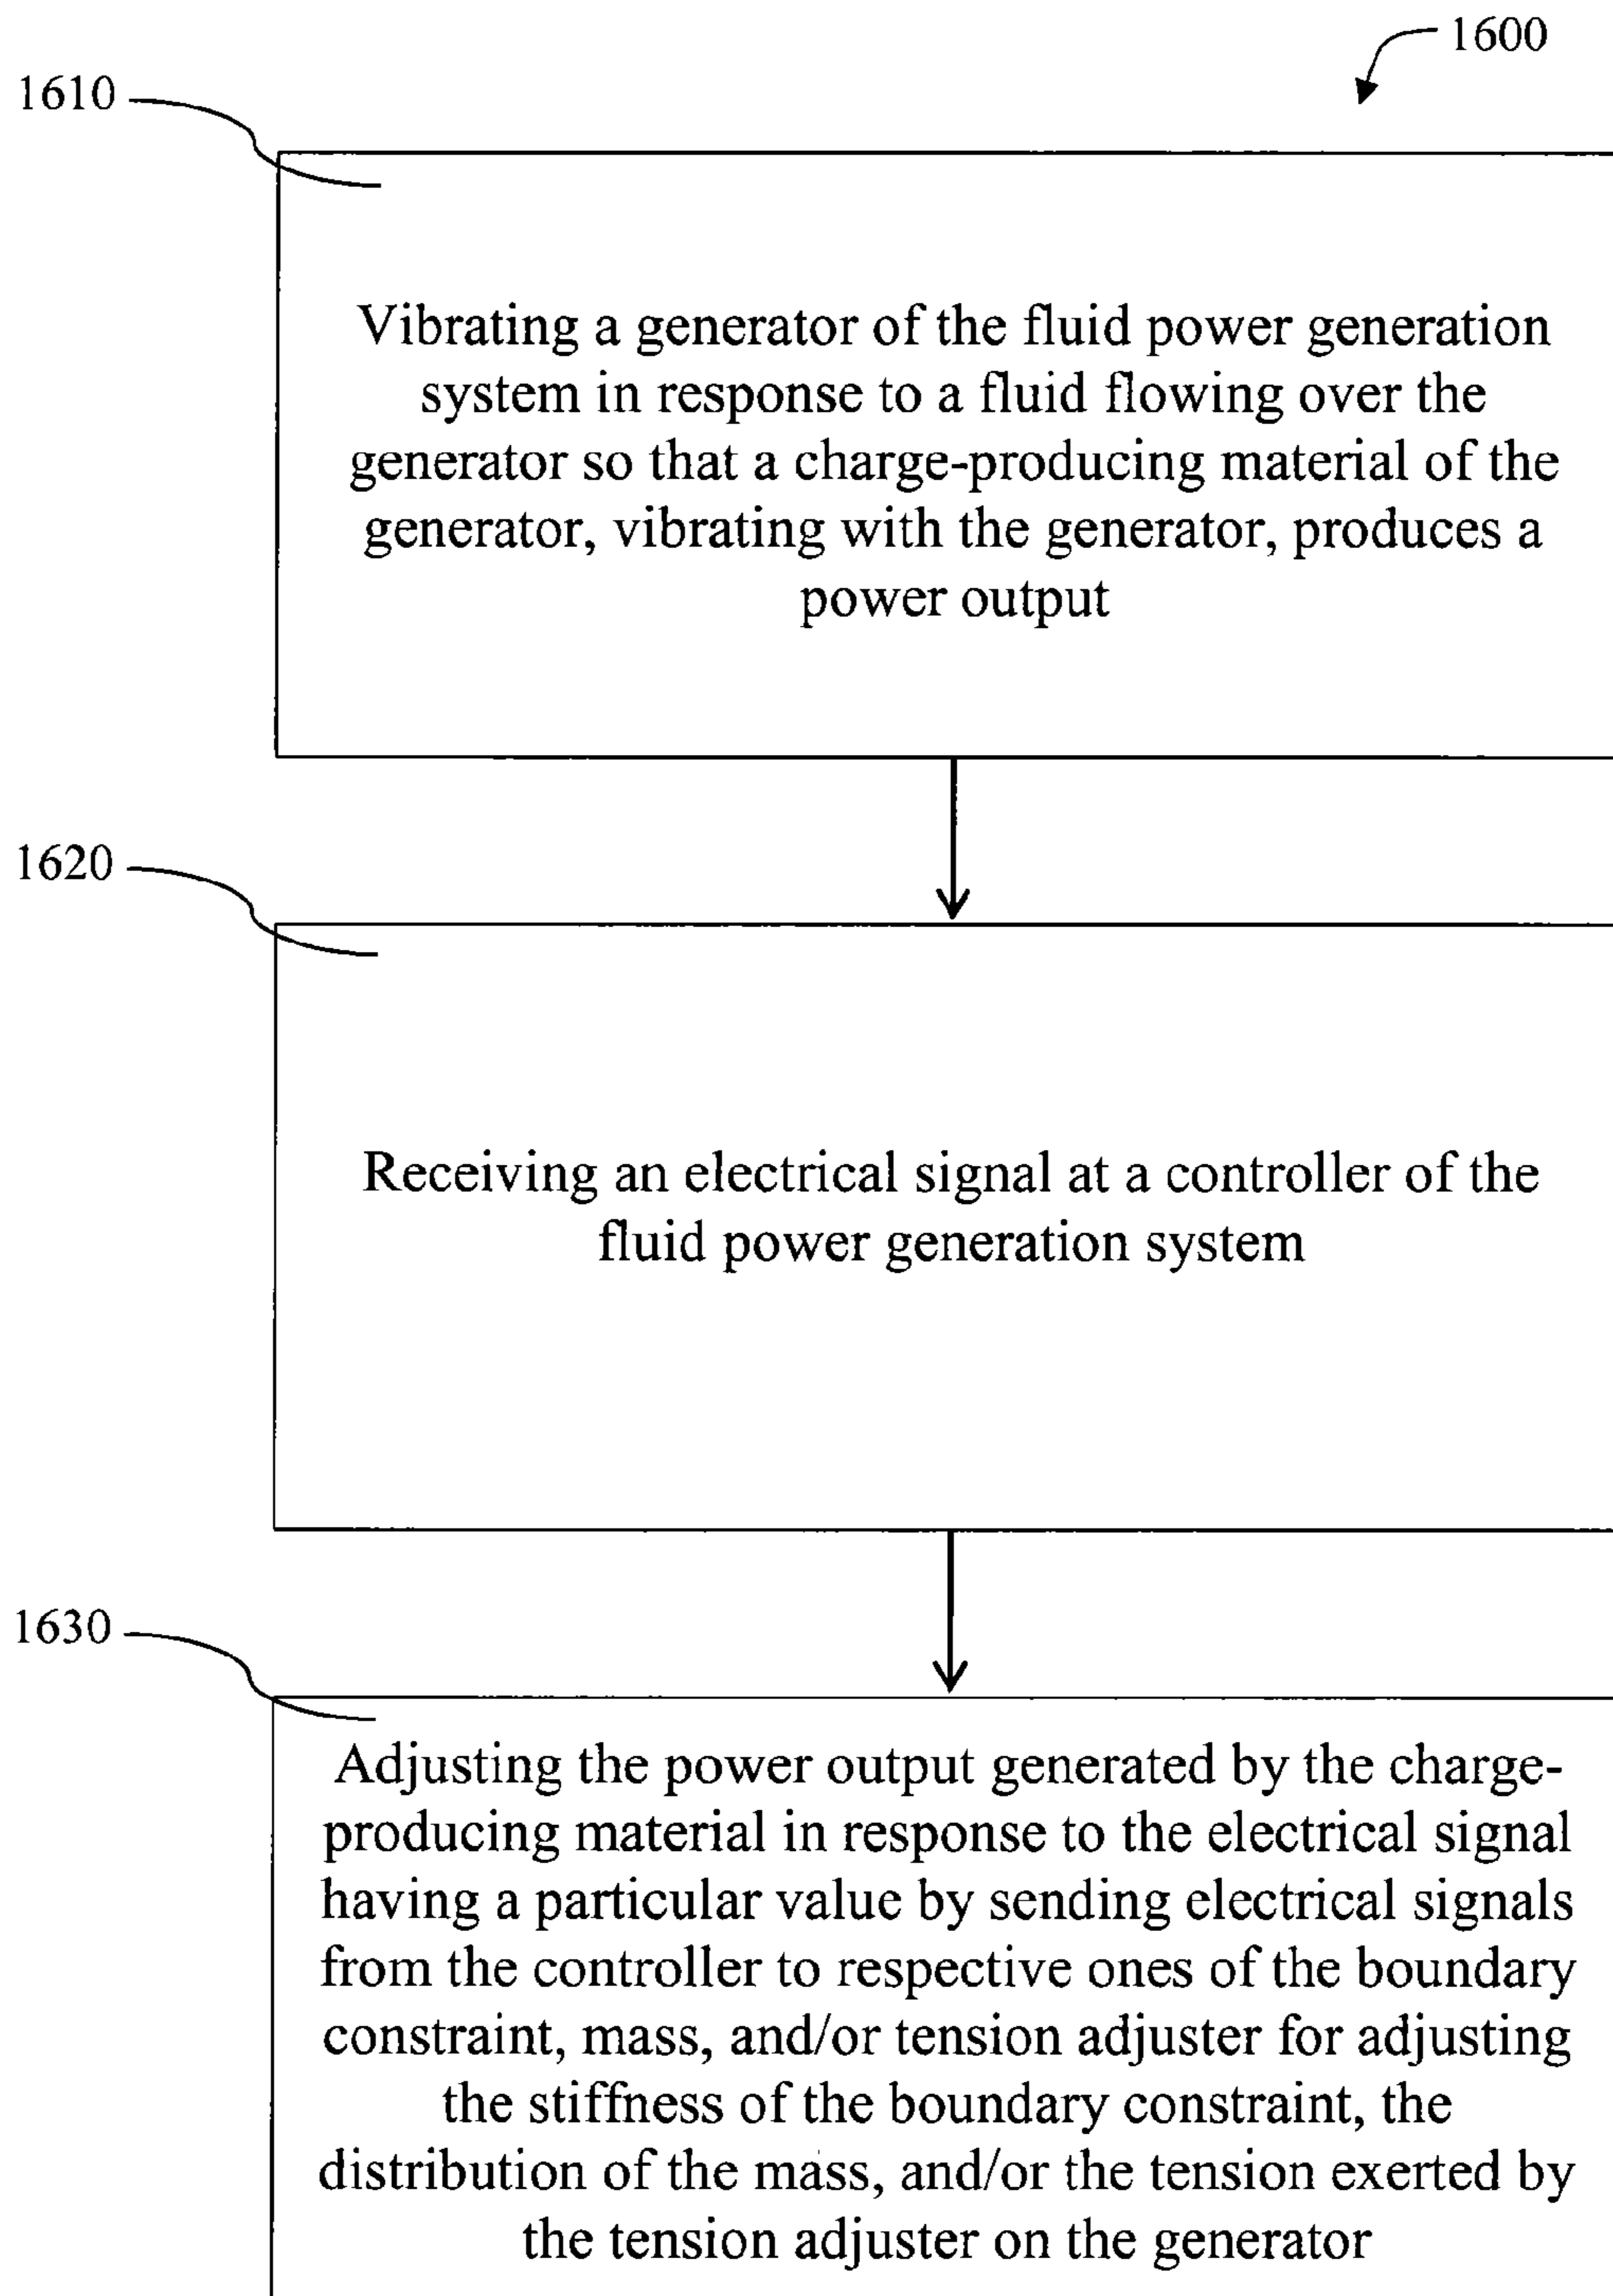 1600
1610
Vibrating a generator of the fluid power generation
system in response to a fluid flowing over the
generator so that a charge-producing material of the
generator, vibrating with the generator, produces a
power output
1620
Receiving an electrical signal at a controller of the
fluid power generation system
1630
Adjusting the power output generated by the charge-
producing material in response to the electrical signal
having a particular value by sending electrical signals
from the controller to respective ones of the boundary
constraint, mass, and/or tension adjuster for adjusting
the stiffness of the boundary constraint, the
distribution of the mass, and/or the tension exerted by
the tension adjuster on the generator